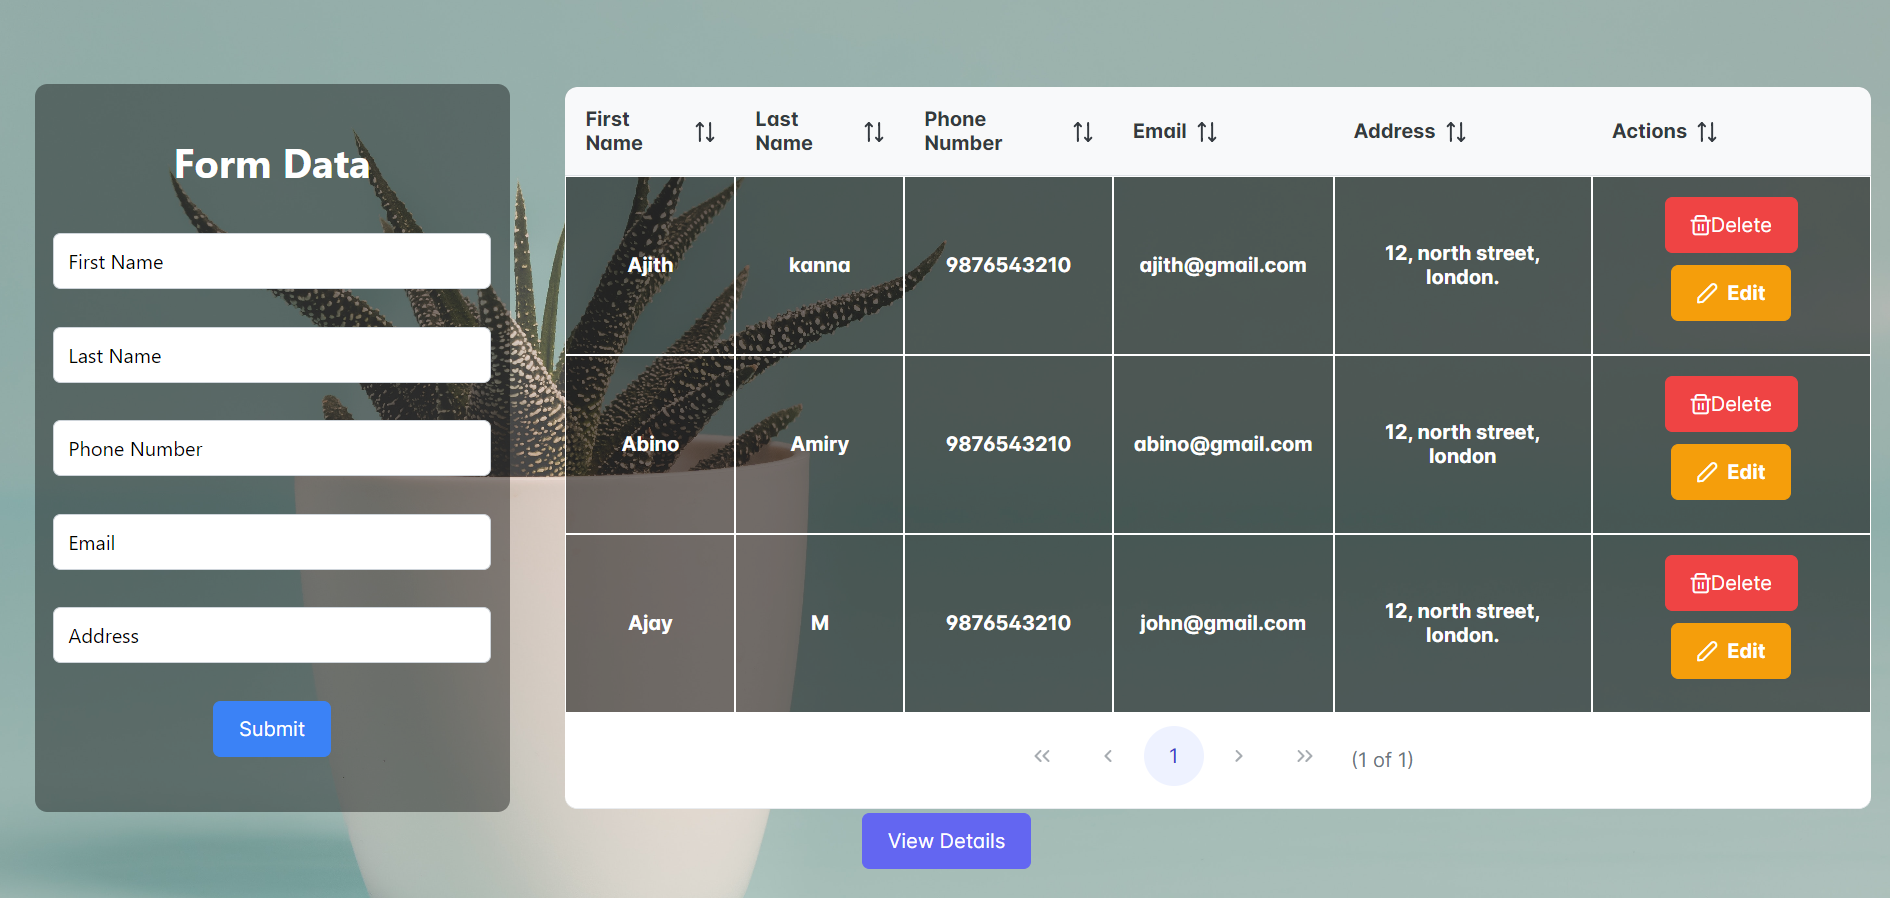 Form Data
First Name
Last Name
Phone Number
Email
Address
Submit
First Name
Last Name
Phone Number
Email
Address
Actions
Ajith
kanna
9876543210
ajith@gmail.com
12, north street,
london.
Delete
Edit
Abino
Amiry
9876543210
abino@gmail.com
12, north street,
london
Delete
Edit
Ajay
M
9876543210
john@gmail.com
12, north street,
london.
Delete
Edit
1
(1 of 1)
View Details